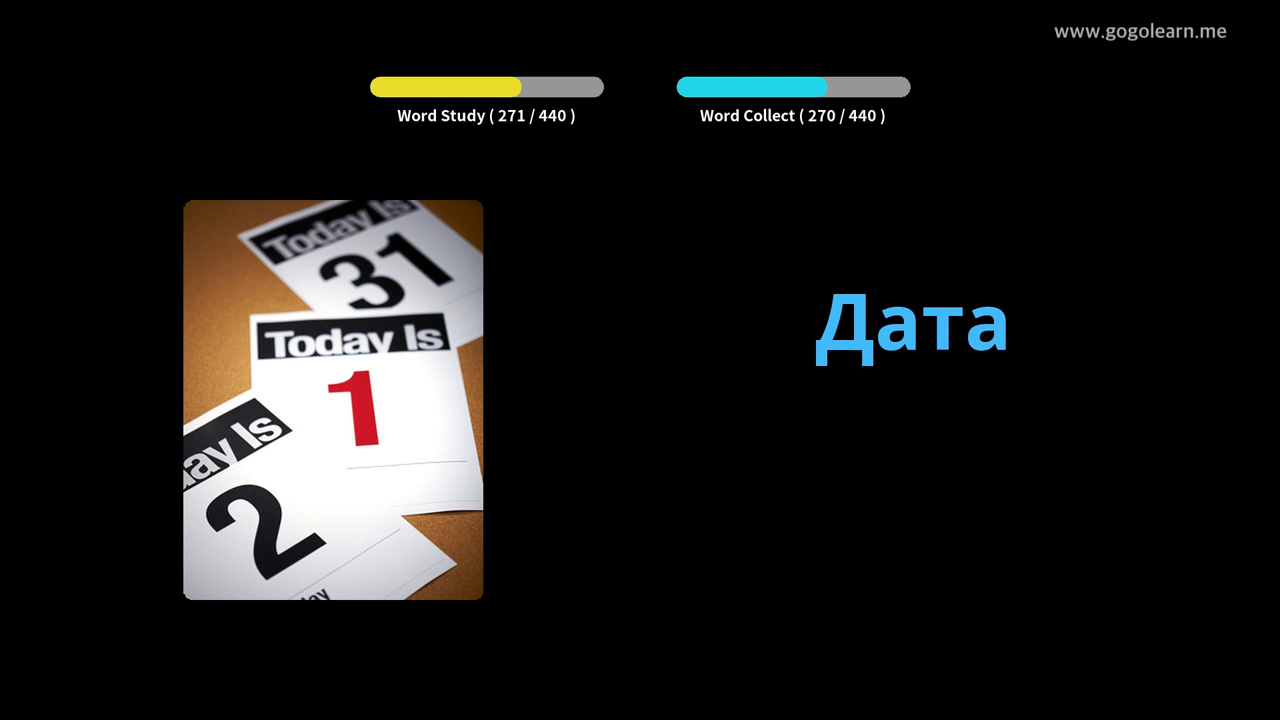 www.gogolearn.me
Word Study ( 271 / 440 )
Word Collect ( 270 / 440 )
Today Is
31
Today Is
1
ay Is
2
Дата